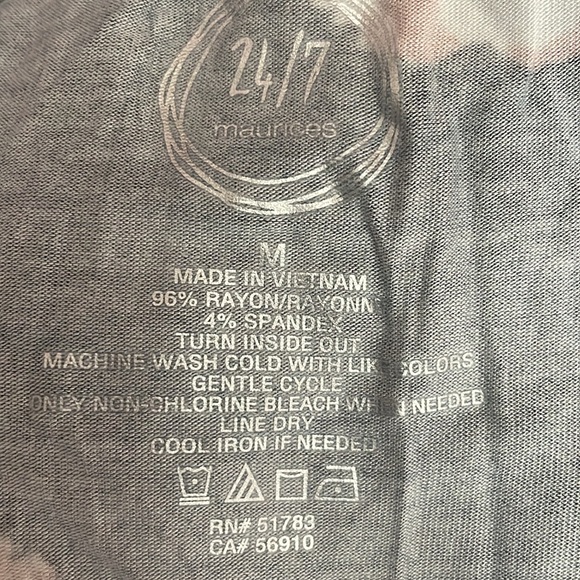 24/7
maurices
M
MADE IN VIETNAM
96% RAYON/RAYONN
4% SPANDEX
TURN INSIDE OUT
MACHINE WASH COLD WITH LIKE COLORS
GENTLE CYCLE
ONLY NON-CHLORINE BLEACH WHEN NEEDED
LINE DRY
COOL IRON IF NEEDED
RN# 51783
CA# 56910